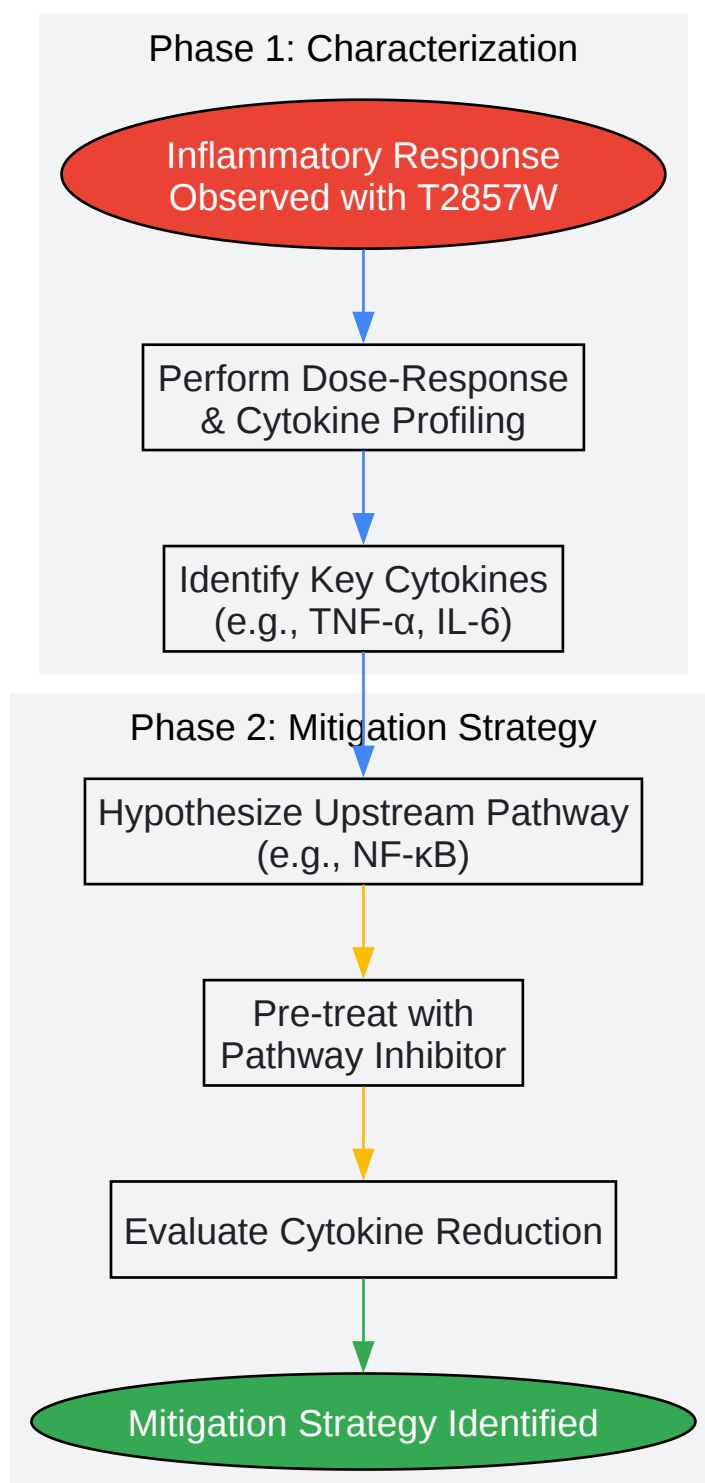 Phase 1: Characterization
Inflammatory Response
Observed with T2857W
Perform Dose-Response
& Cytokine Profiling
Identify Key Cytokines
(e.g., TNF-α, IL-6)
Phase 2: Mitigation Strategy
Hypothesize Upstream Pathway
(e.g., NF-κB)
Pre-treat with
Pathway Inhibitor
Evaluate Cytokine Reduction
Mitigation Strategy Identified